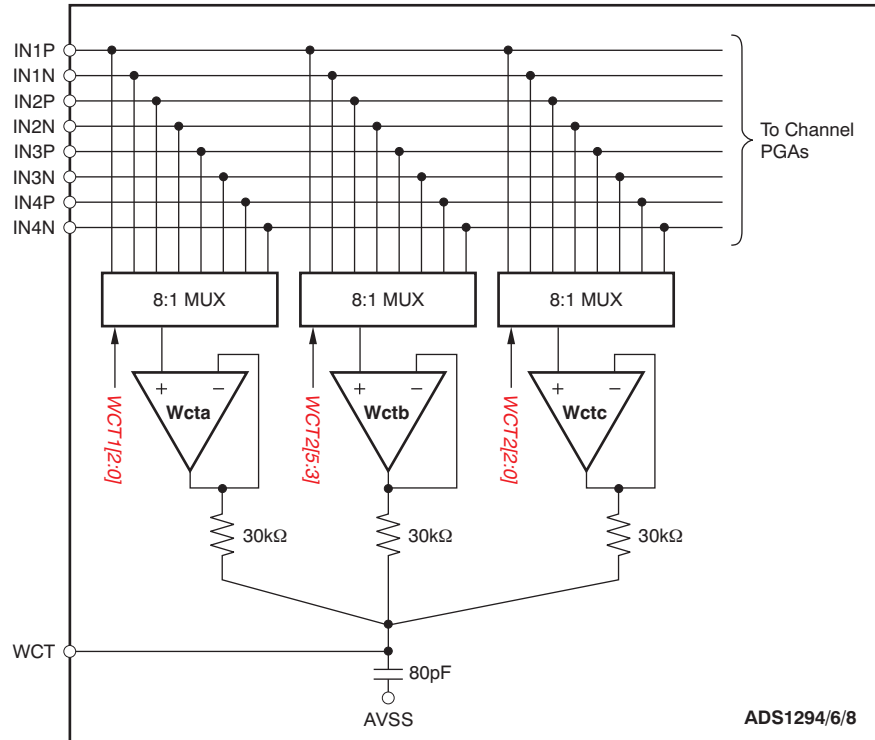 IN1P
IN1N
IN2P
IN2N
IN3P
IN3N
IN4P
IN4N
To Channel
PGAs
8:1 MUX
8:1 MUX
8:1 MUX
WCT1[2:0]
+
−
Wcta
WCT2[5:3]
+
−
Wctb
WCT2[2:0]
+
−
Wctc
30kΩ
30kΩ
30kΩ
WCT
80pF
AVSS
ADS1294/6/8